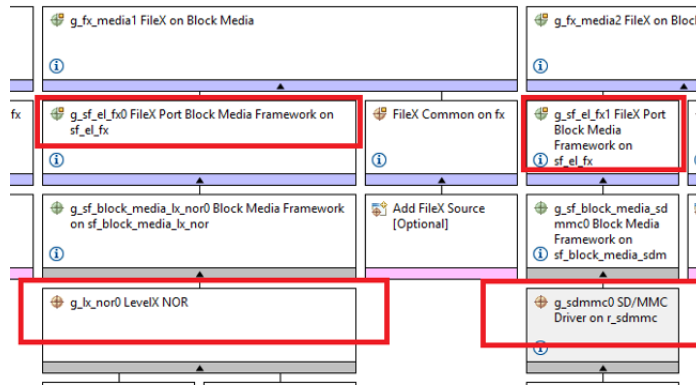 g_fx_media1 FileX on Block Media
g_fx_media2 FileX on Bloc
fx
g_sf_el_fx0 FileX Port Block Media Framework on
sf_el_fx
FileX Common on fx
g_sf_el_fx1 FileX Port
Block Media
Framework on
sf_el_fx
g_sf_block_media_lx_nor0 Block Media Framework
on sf_block_media_lx_nor
Add FileX Source
[Optional]
g_sf_block_media_sd
mmc0 Block Media
Framework on
sf_block_media_sdm
g_lx_nor0 LevelX NOR
g_sdmmc0 SD/MMC
Driver on r_sdmmc